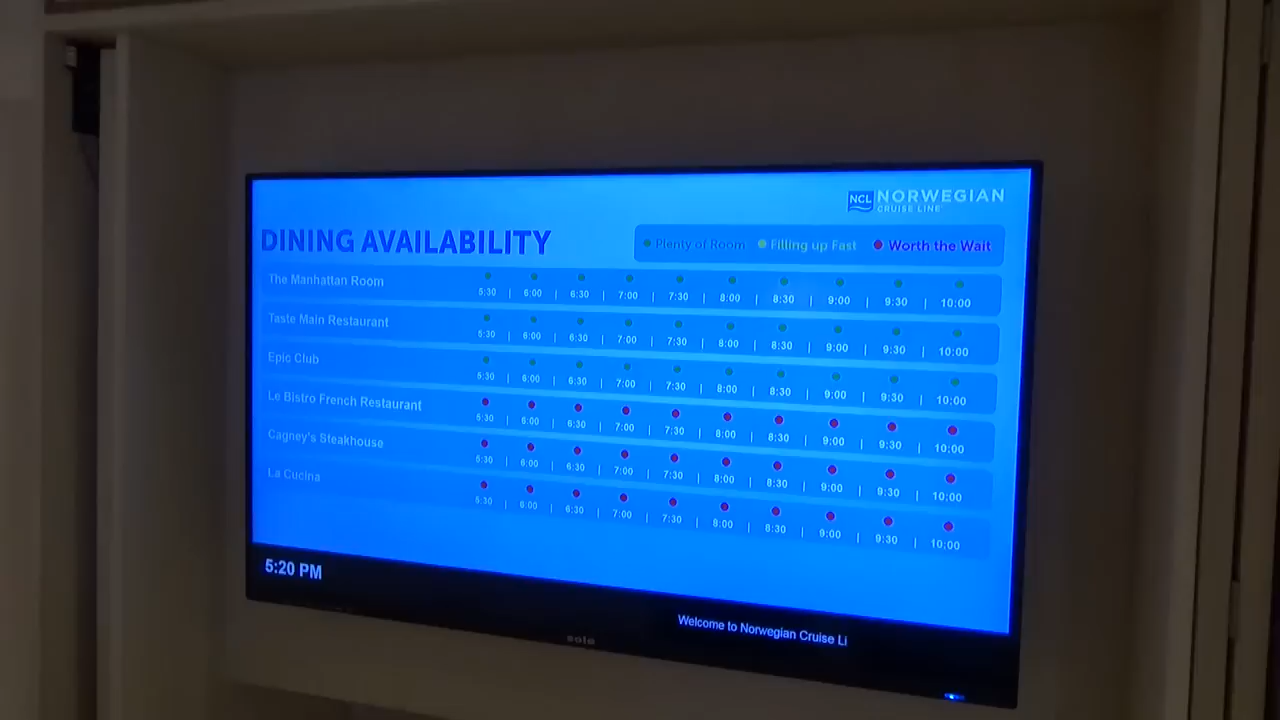 NCL NORWEGIAN
CRUISE LINE
DINING AVAILABILITY
Plenty of Room Filling up Fast Worth the Wait
The Manhattan Room
5:30 | 6:00 | 6:30 | 7:00 | 7:30 | 8:00 | 8:30 | 9:00 | 9:30 | 10:00
Taste Main Restaurant
5:30 | 6:00 | 6:30 | 7:00 | 7:30 | 8:00 | 8:30 | 9:00 | 9:30 | 10:00
Epic Club
5:30 | 6:00 | 6:30 | 7:00 | 7:30 | 8:00 | 8:30 | 9:00 | 9:30 | 10:00
Le Bistro French Restaurant
5:30 | 6:00 | 6:30 | 7:00 | 7:30 | 8:00 | 8:30 | 9:00 | 9:30 | 10:00
Cagney's Steakhouse
5:30 | 6:00 | 6:30 | 7:00 | 7:30 | 8:00 | 8:30 | 9:00 | 9:30 | 10:00
La Cucina
5:30 | 6:00 | 6:30 | 7:00 | 7:30 | 8:00 | 8:30 | 9:00 | 9:30 | 10:00
5:20 PM
Welcome to Norwegian Cruise Li